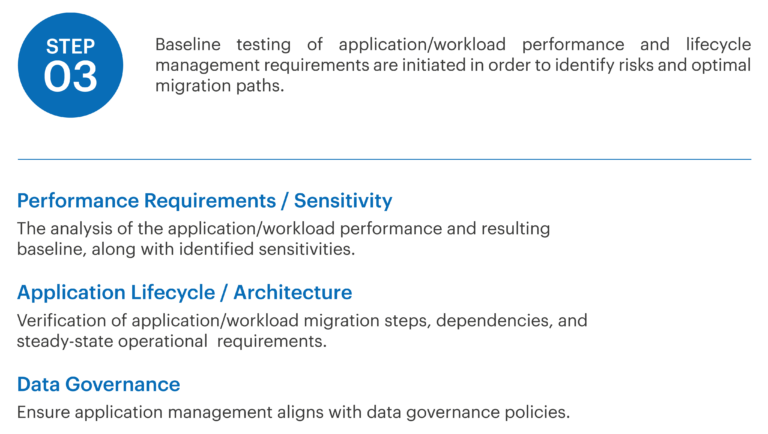 STEP
03
Baseline testing of application/workload performance and lifecycle
management requirements are initiated in order to identify risks and optimal
migration paths.
Performance Requirements / Sensitivity
The analysis of the application/workload performance and resulting
baseline, along with identified sensitivities.
Application Lifecycle / Architecture
Verification of application/workload migration steps, dependencies, and
steady-state operational  requirements.
Data Governance
Ensure application management aligns with data governance policies.